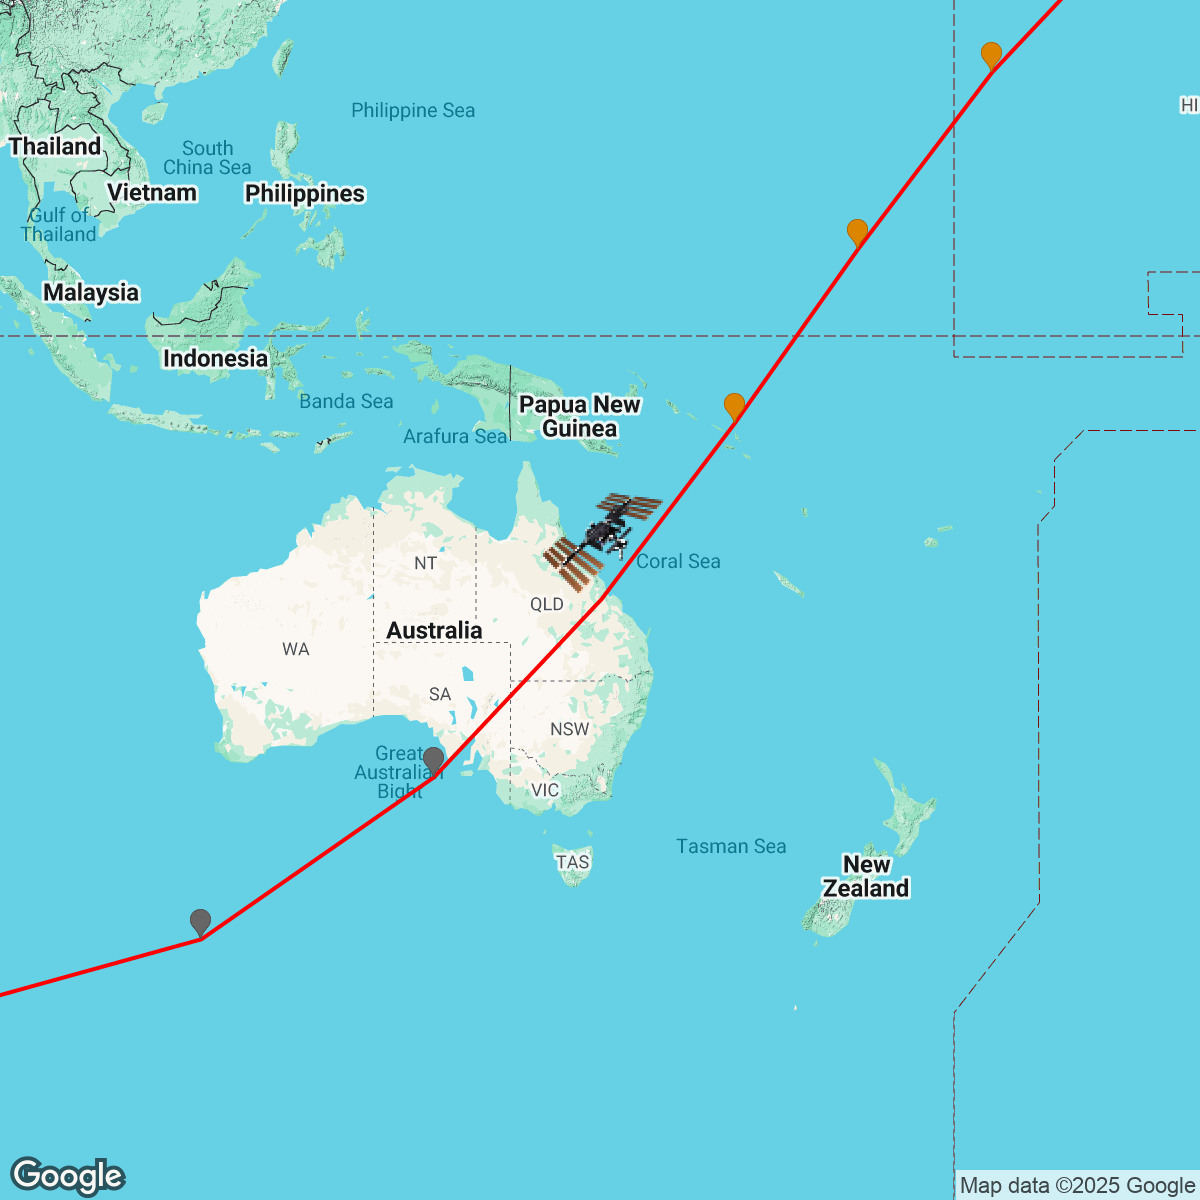 Philippine Sea
HI
Thailand
South
China Sea
Vietnam
Philippines
Gulf of
Thailand
Malaysia
Indonesia
Banda Sea
Papua New
Guinea
Arafura Sea
Coral Sea
NT
QLD
Australia
WA
SA
NSW
Great
Australian
Bight
VIC
Tasman Sea
TAS
New
Zealand
Google
Map data ©2025 Google